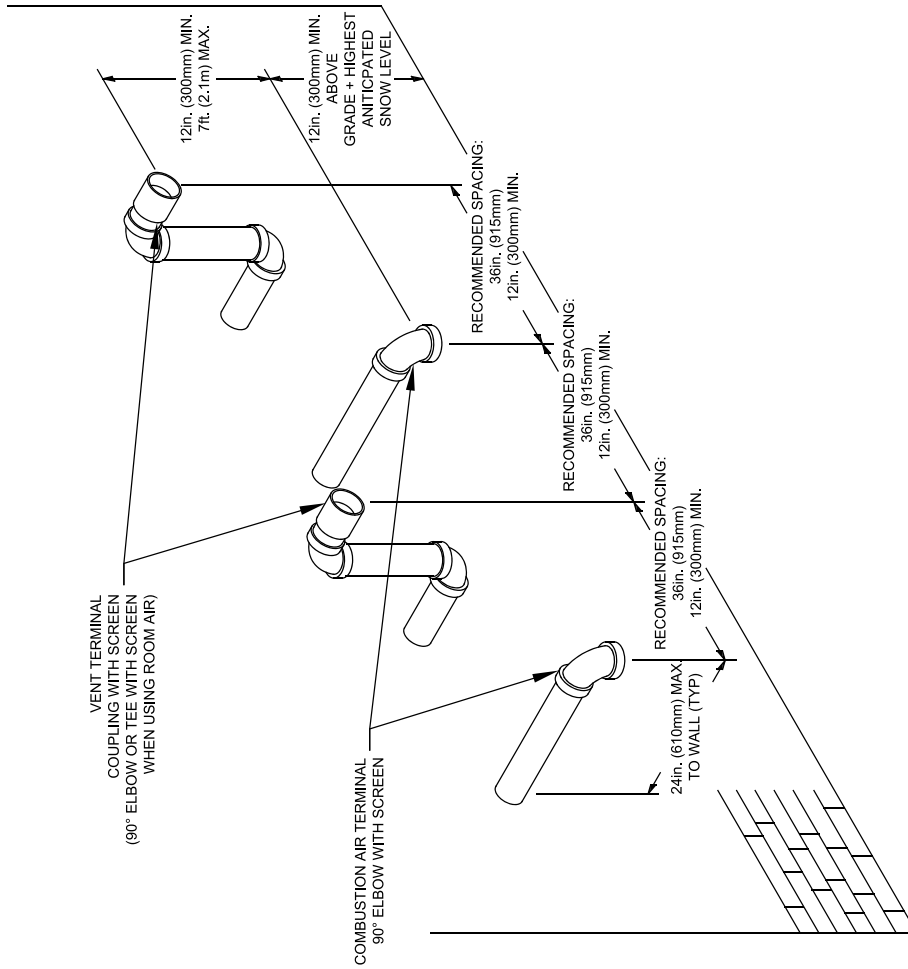 12in. (300mm) MIN.
7ft. (2.1m) MAX.
12in. (300mm) MIN.
ABOVE
GRADE + HIGHEST
ANITICPATED
SNOW LEVEL
VENT TERMINAL
COUPLING WITH SCREEN
(90° ELBOW OR TEE WITH SCREEN
WHEN USING ROOM AIR)
COMBUSTION AIR TERMINAL
90° ELBOW WITH SCREEN
RECOMMENDED SPACING:
36in. (915mm)
12in. (300mm) MIN.
RECOMMENDED SPACING:
36in. (915mm)
12in. (300mm) MIN.
RECOMMENDED SPACING:
36in. (915mm)
12in. (300mm) MIN.
24in. (610mm) MAX.
TO WALL (TYP)